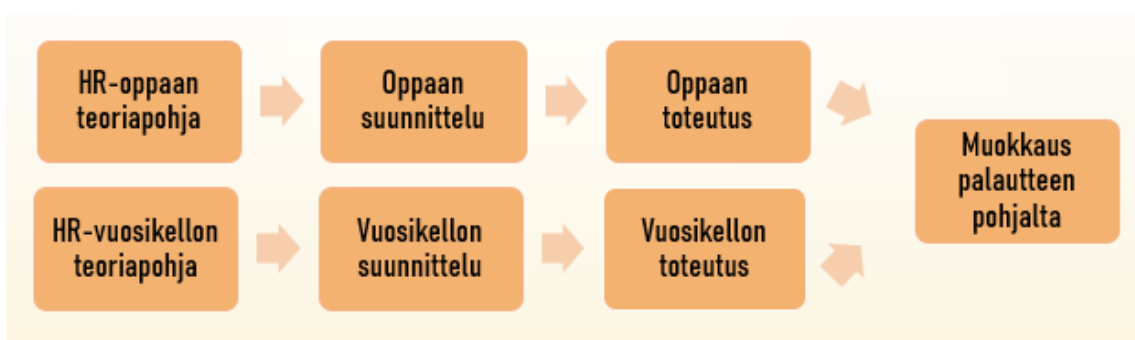 HR-oppaan
teoriapohja
Oppaan
suunnittelu
Oppaan
toteutus
HR-vuosikellon
teoriapohja
Vuosikellon
suunnittelu
Vuosikellon
toteutus
Muokkaus
palautteen
pohjalta